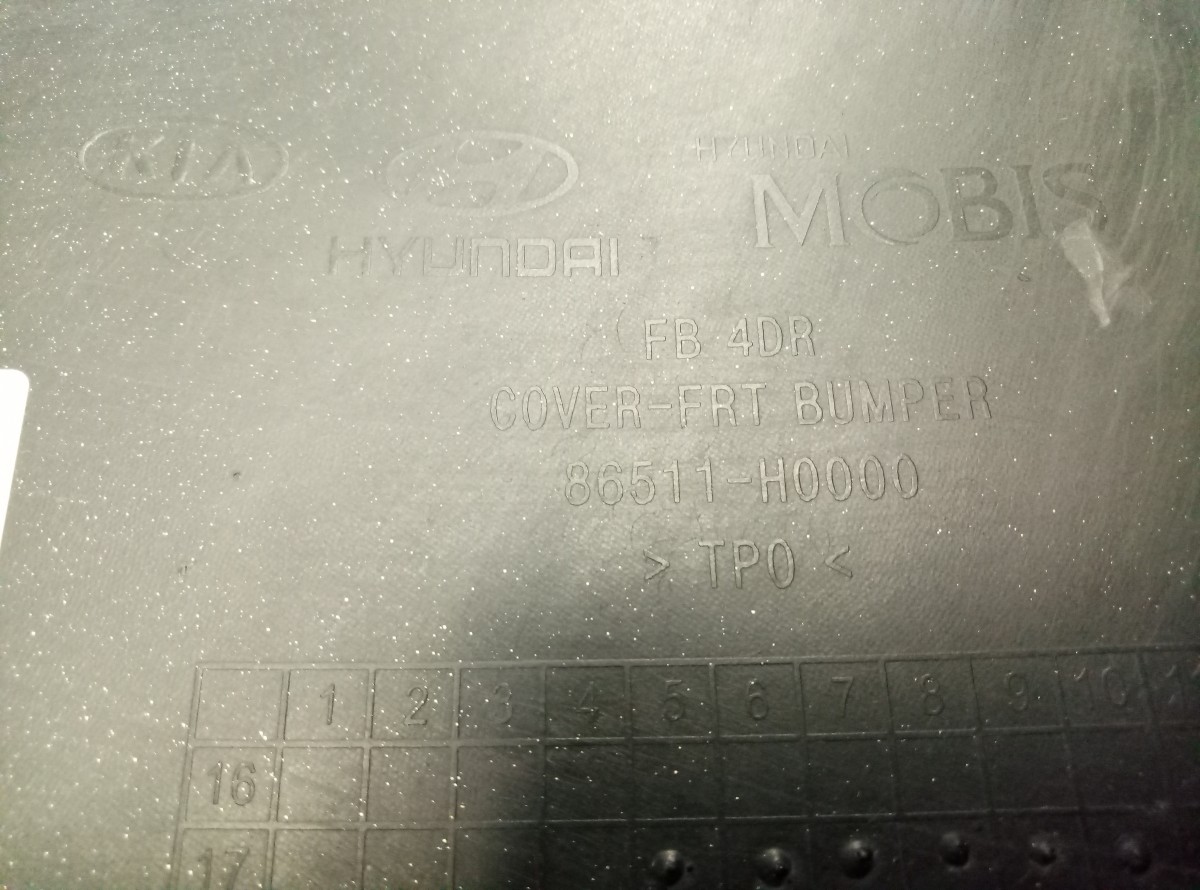 KIA
HYUNDAI
HYUNDAI
MOBIS
FB 4DR
COVER-FRT BUMPER
86511-H0000
> TPO <
1 2 3 4 5 6 7 8 9 10
16
17